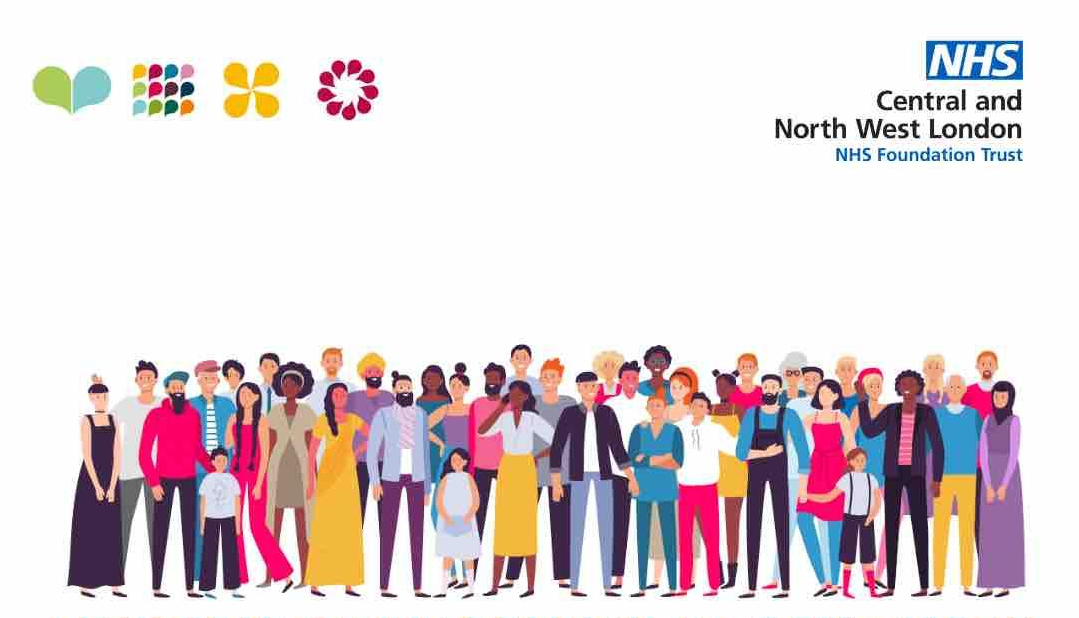 NHS
Central and
North West London
NHS Foundation Trust